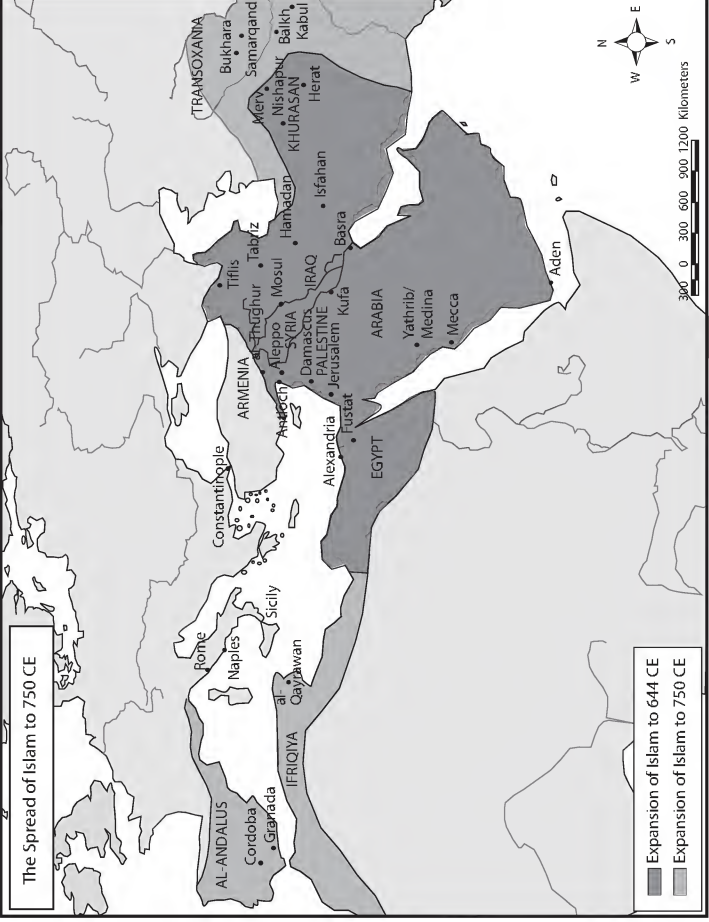 The Spread of Islam to 750 CE
TRANSOXANIA
Bukhara
Samarqand
Balkh
Kabul
Merv
Nishapur
KHURASAN
Herat
Tiflis
Tabriz
Hamadan
Isfahan
Mosul
IRAQ
Basra
Kufa
ARMENIA
al-Thughur
Aleppo
SYRIA
Antioch
Damascus
PALESTINE
Jerusalem
ARABIA
Yathrib/
Medina
Mecca
Aden
Constantinople
Alexandria
Fustat
EGYPT
Rome
Naples
Sicily
al-
Qayrawan
IFRIQIYA
AL-ANDALUS
Cordoba
Granada
N
E
S
W
300 0 300 600 900 1200 Kilometers
Expansion of Islam to 644 CE
Expansion of Islam to 750 CE